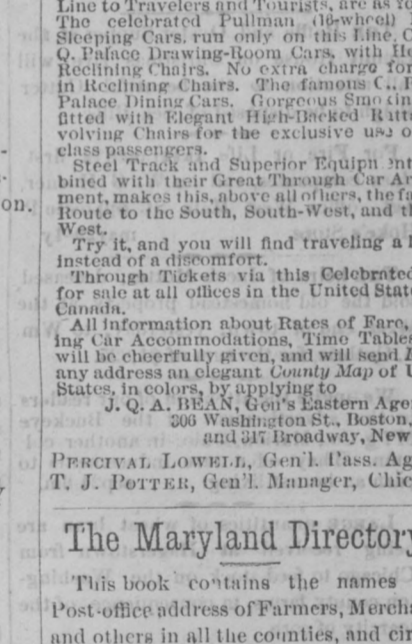 Line to Travelers and Tourists, are as
The celebrated Pullman (16-wheel)
Sleeping Cars, run only on this Line, C
Q. Palace Drawing-Room Cars, with Ho
Reclining Chairs. No extra charge for
in Reclining Chairs. The famous C.,
Palace Dining Cars. Gorgeous Smokin
fitted with Elegant High-Backed Ratt
volving Chairs for the exclusive use o
class passengers.
Steel Track and Superior Equipm ent
bined with their Great Through Car Ar
on.
ment, makes this, above all others, the fa
Route to the South, South-West, and th
West.
Try it, and you will find traveling a l
instead of a discomfort.
Through Tickets via this Celebrated
for sale at all offices in the United Stat
Canada.
All information about Rates of Fare,
ing Car Accommodations, Time Tables
will be cheerfully given, and will send
any address an elegant County Map of U
States, in colors, by applying to
J. Q. A. BEAN, Gen's Eastern Age
306 Washington St., Boston,
and 317 Broadway, New
PERCIVAL LOWELL, Gen'l. Pass. Ag
T. J. POTTER, Gen'l. Manager, Chic
The Maryland Directory
This book contains the names
Post-office address of Farmers, Mercha
and others in all the counties, and ci